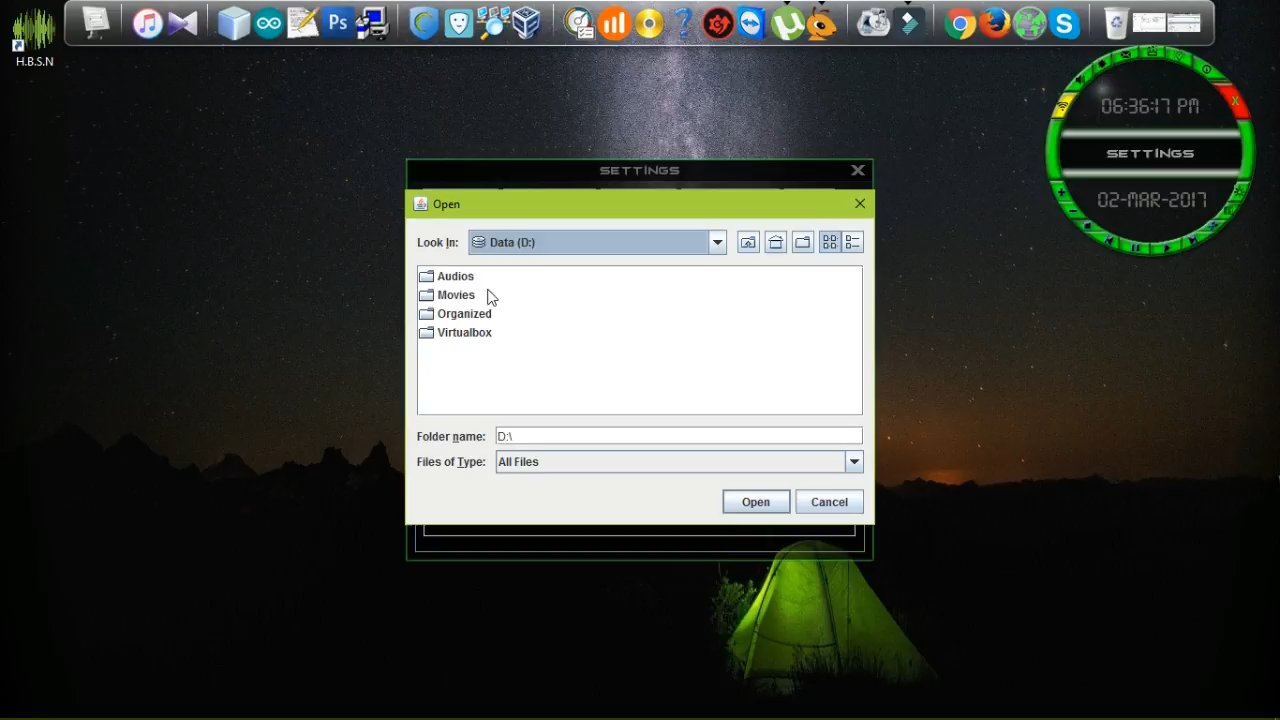 Ps
H.B.S.N
06:36:17 PM
SETTINGS
02-MAR-2017
SETTINGS
X
Open
Look In:
Data (D:)
Audios
Movies
Organized
Virtualbox
Folder name:
D:\
Files of Type:
All Files
Open
Cancel